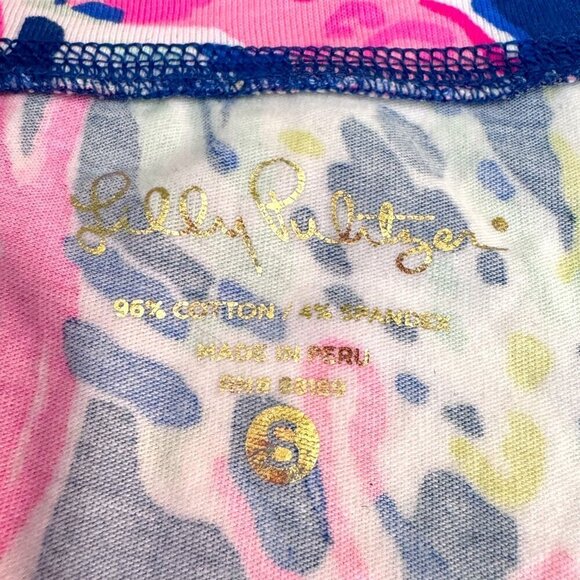 Lilly Pulitzer®
96% COTTON / 4% SPANDEX
MADE IN PERU
S